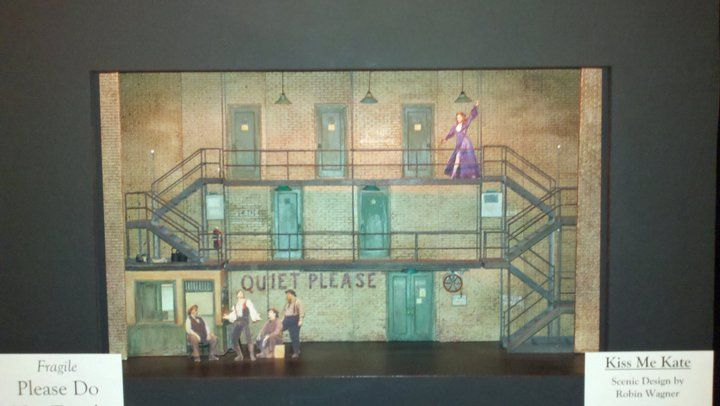 QUIET PLEASE
Fragile
Please Do
Kiss Me Kate
Scenic Design by
Robin Wagner